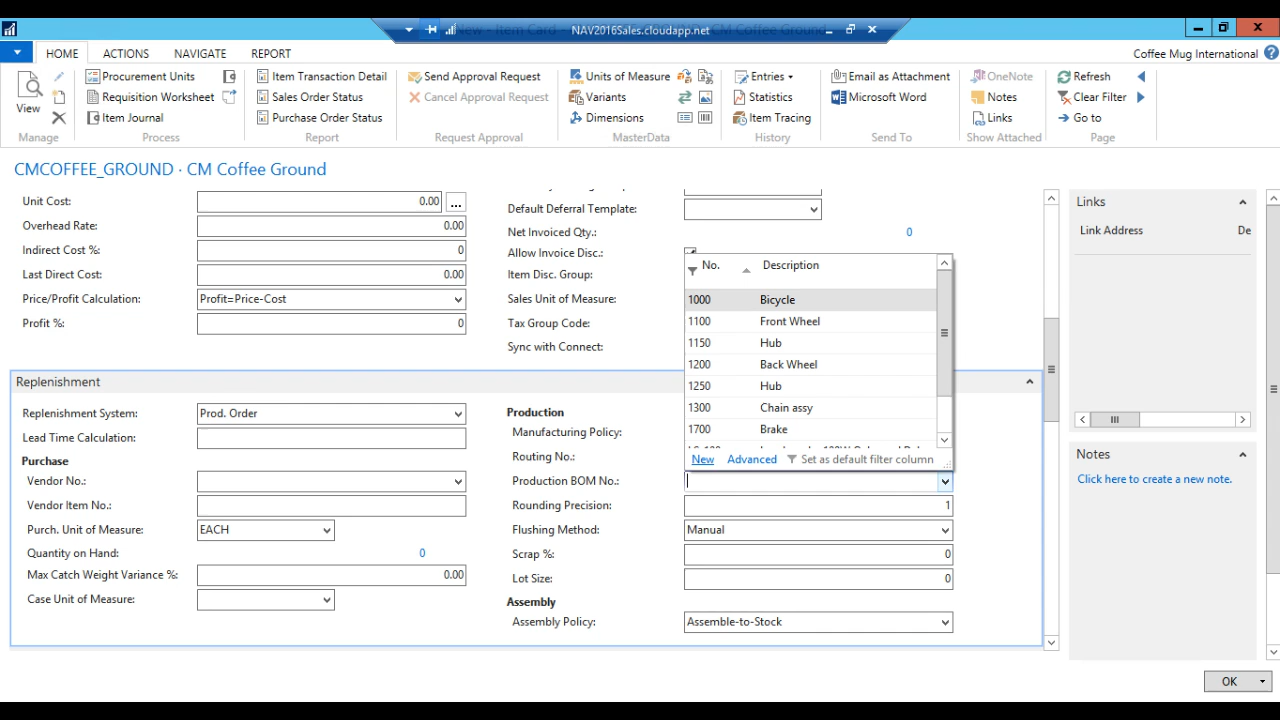 NAV2016Sales.cloudapp.net
HOME ACTIONS NAVIGATE REPORT
Coffee Mug International
View
Manage
Procurement Units
Requisition Worksheet
Item Journal
Process
Item Transaction Detail
Sales Order Status
Purchase Order Status
Report
Send Approval Request
Cancel Approval Request
Request Approval
Units of Measure
Variants
Dimensions
MasterData
Entries
Statistics
Item Tracing
History
Email as Attachment
Microsoft Word
Send To
OneNote
Notes
Links
Show Attached
Refresh
Clear Filter
Go to
Page
CMCOFFEE_GROUND · CM Coffee Ground
Unit Cost: 0.00 ...
Overhead Rate: 0.00
Indirect Cost %: 0
Last Direct Cost: 0.00
Price/Profit Calculation: Profit=Price-Cost
Profit %: 0
Default Deferral Template:
Net Invoiced Qty.: 0
Allow Invoice Disc.:
Item Disc. Group:
Sales Unit of Measure:
Tax Group Code:
Sync with Connect:
No. Description
1000 Bicycle
1100 Front Wheel
1150 Hub
1200 Back Wheel
1250 Hub
1300 Chain assy
1700 Brake
New Advanced Set as default filter column
Replenishment
Replenishment System: Prod. Order
Lead Time Calculation:
Purchase
Vendor No.:
Vendor Item No.:
Purch. Unit of Measure: EACH
Quantity on Hand: 0
Max Catch Weight Variance %: 0.00
Case Unit of Measure:
Production
Manufacturing Policy:
Routing No.:
Production BOM No.:
Rounding Precision: 1
Flushing Method: Manual
Scrap %: 0
Lot Size: 0
Assembly
Assembly Policy: Assemble-to-Stock
Links
Link Address De
Notes
Click here to create a new note.
OK